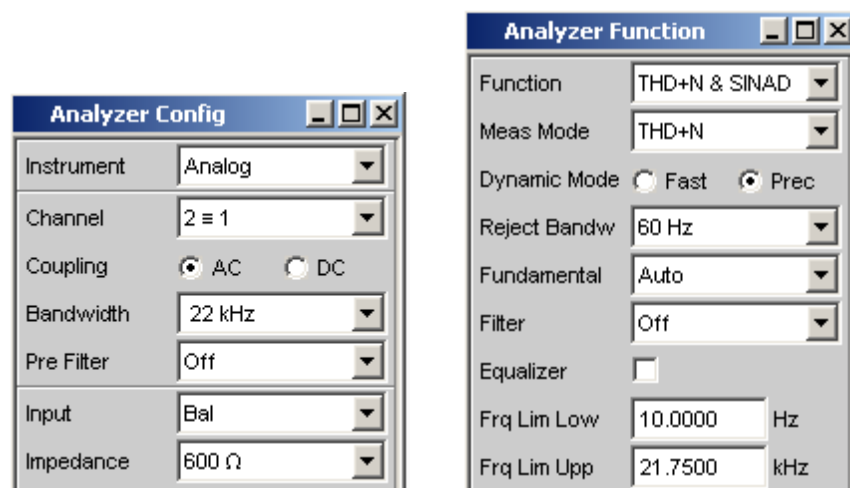 Analyzer Config
Instrument Analog
Channel 2 ≡ 1
Coupling AC DC
Bandwidth 22 kHz
Pre Filter Off
Input Bal
Impedance 600 Ω
Analyzer Function
Function THD+N & SINAD
Meas Mode THD+N
Dynamic Mode Fast Prec
Reject Bandw 60 Hz
Fundamental Auto
Filter Off
Equalizer
Frq Lim Low 10.0000 Hz
Frq Lim Upp 21.7500 kHz